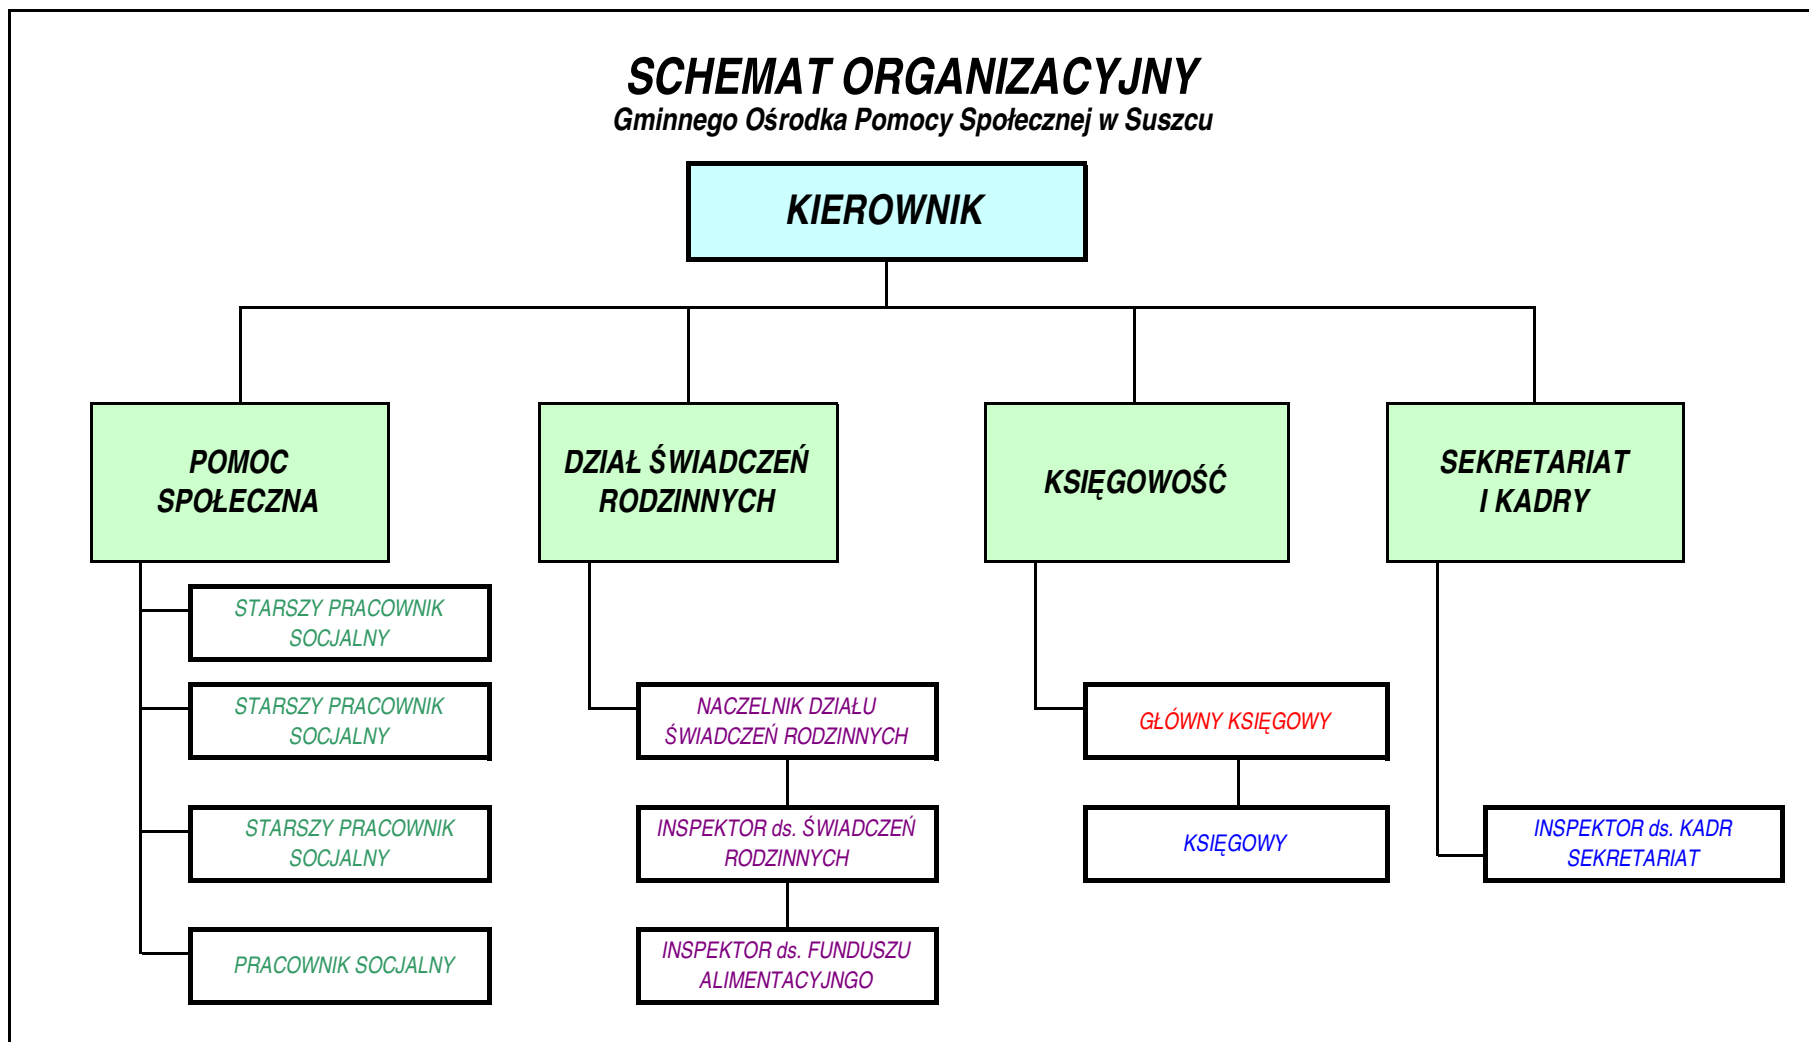 SCHEMAT ORGANIZACYJNY
Gminnego Ośrodka Pomocy Społecznej w Suszcu
KIEROWNIK
POMOC
SPOŁECZNA
DZIAŁ ŚWIADCZEŃ
RODZINNYCH
KSIĘGOWOŚĆ
SEKRETARIAT
I KADRY
STARSZY PRACOWNIK
SOCJALNY
STARSZY PRACOWNIK
SOCJALNY
STARSZY PRACOWNIK
SOCJALNY
PRACOWNIK SOCJALNY
NACZELNIK DZIAŁU
ŚWIADCZEŃ RODZINNYCH
INSPEKTOR ds. ŚWIADCZEŃ
RODZINNYCH
INSPEKTOR ds. FUNDUSZU
ALIMENTACYJNGO
GŁÓWNY KSIĘGOWY
KSIĘGOWY
INSPEKTOR ds. KADR
SEKRETARIAT